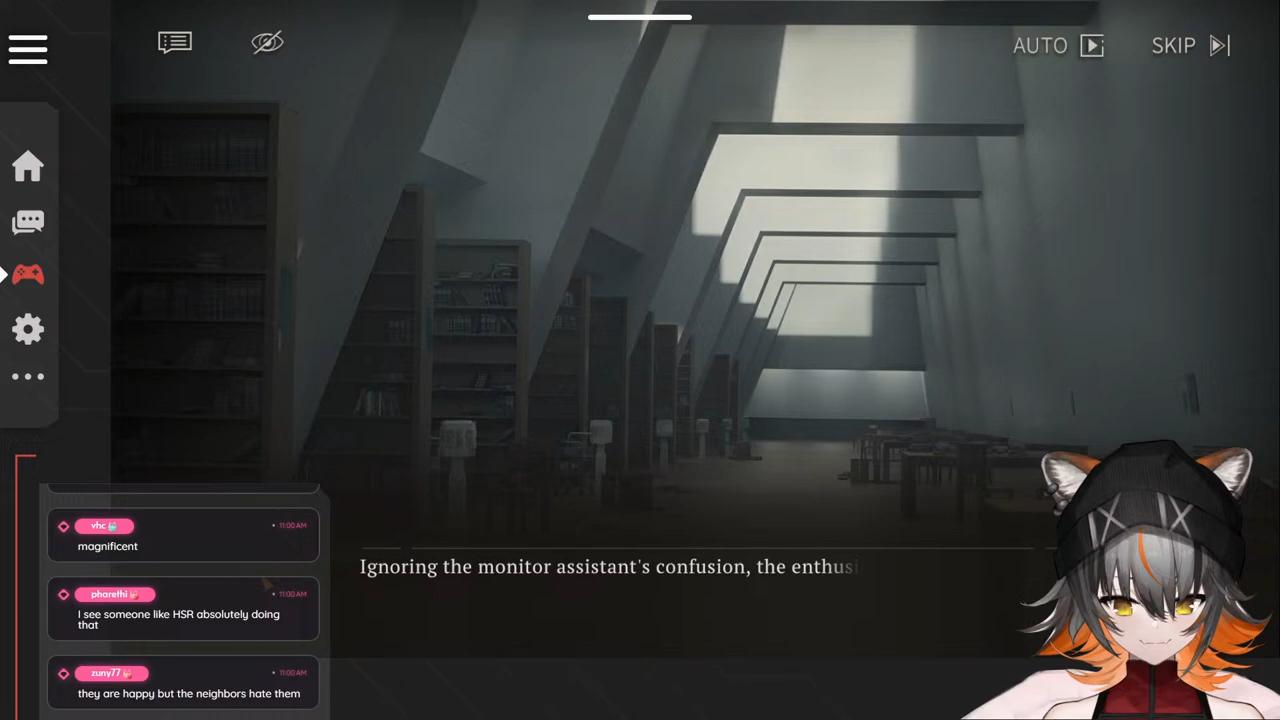 AUTO
SKIP
Ignoring the monitor assistant's confusion, the enthusi
vhc
• 11:00 AM
magnificent
pharethi
• 11:00 AM
I see someone like HSR absolutely doing
that
zuny77
• 11:00 AM
they are happy but the neighbors hate them